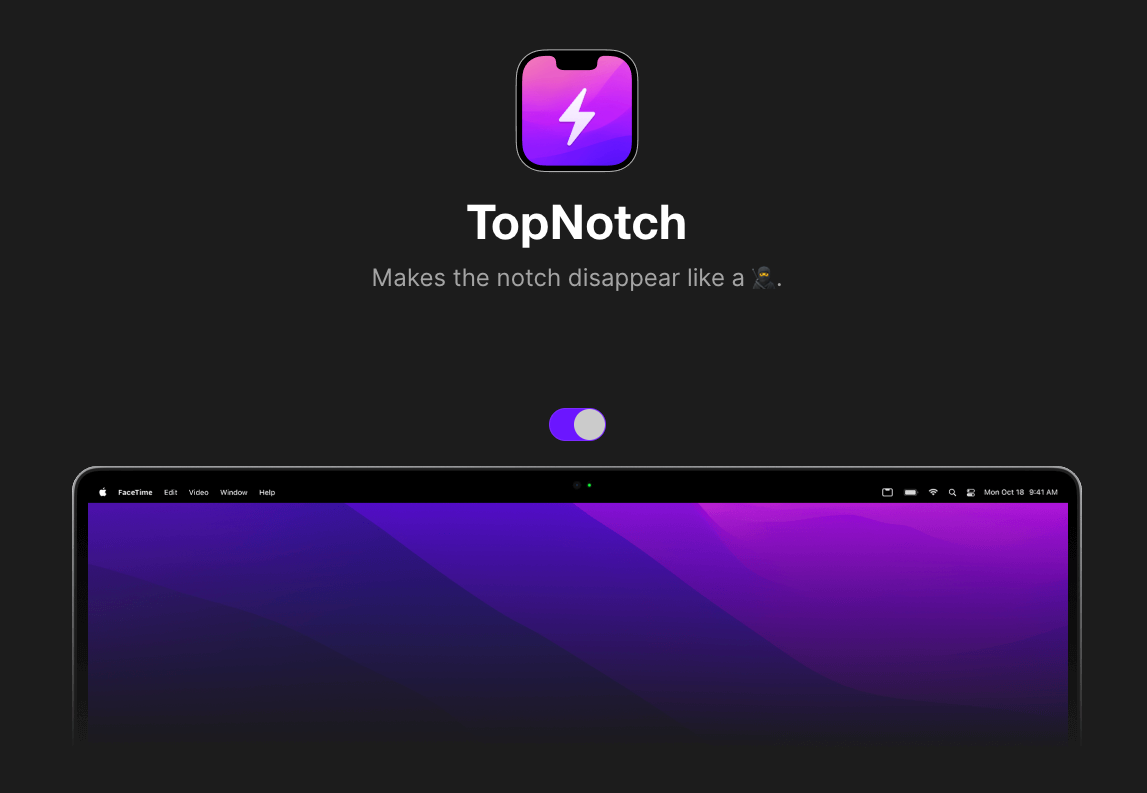 TopNotch
Makes the notch disappear like a 🥷.
FaceTime Edit Video Window Help Mon Oct 18 9:41 AM